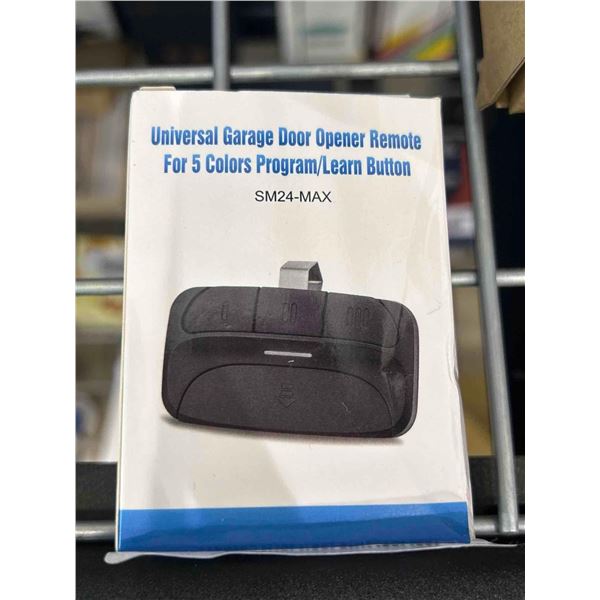 Universal Garage Door Opener Remote
For 5 Colors Program/Learn Button
SM24-MAX